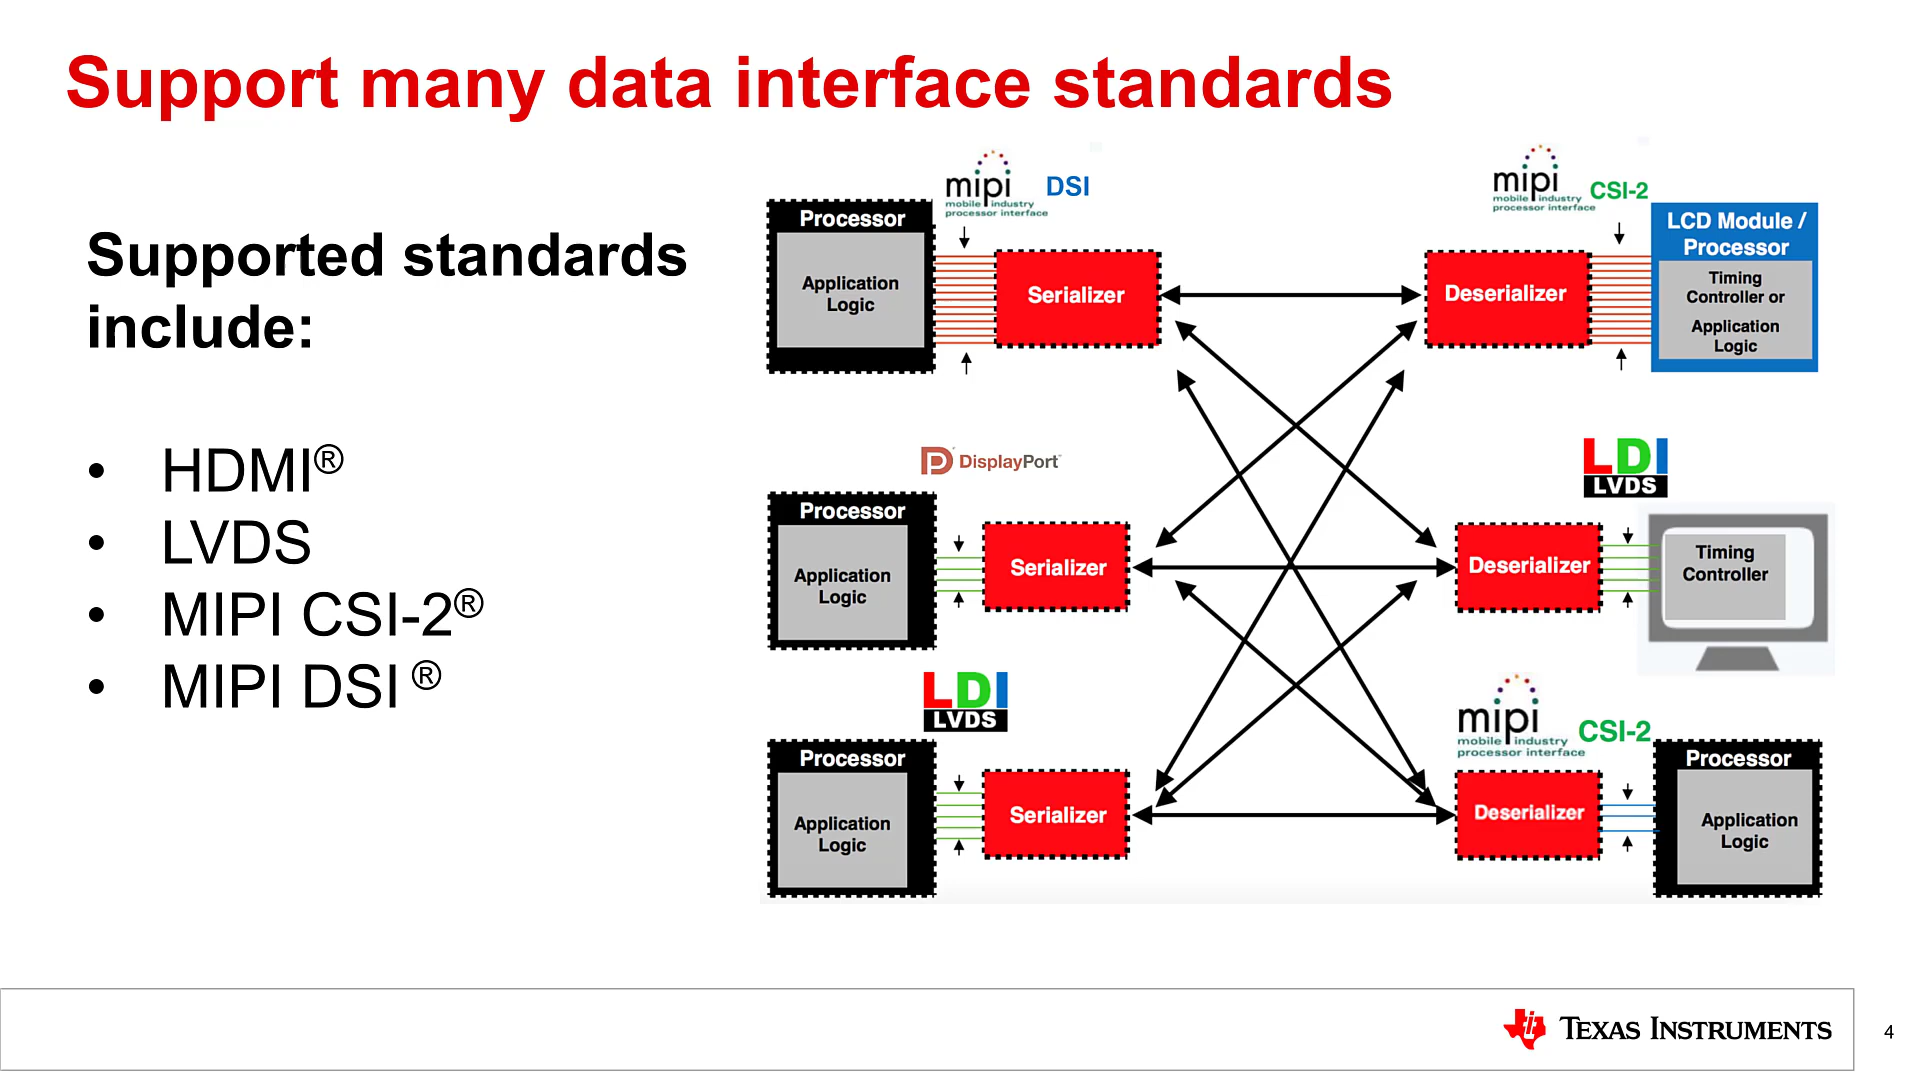 Support many data interface standards
Supported standards
include:
• HDMI®
• LVDS
• MIPI CSI-2®
• MIPI DSI ®
mipi DSI
mobile industry
processor interface
Processor
Application
Logic
Serializer
Deserializer
mipi CSI-2
mobile industry
processor interface
LCD Module /
Processor
Timing
Controller or
Application
Logic
DisplayPort™
Processor
Application
Logic
Serializer
Deserializer
LDI
LVDS
Timing
Controller
LDI
LVDS
Processor
Application
Logic
Serializer
mipi CSI-2
mobile industry
processor interface
Deserializer
Processor
Application
Logic
TEXAS INSTRUMENTS
4